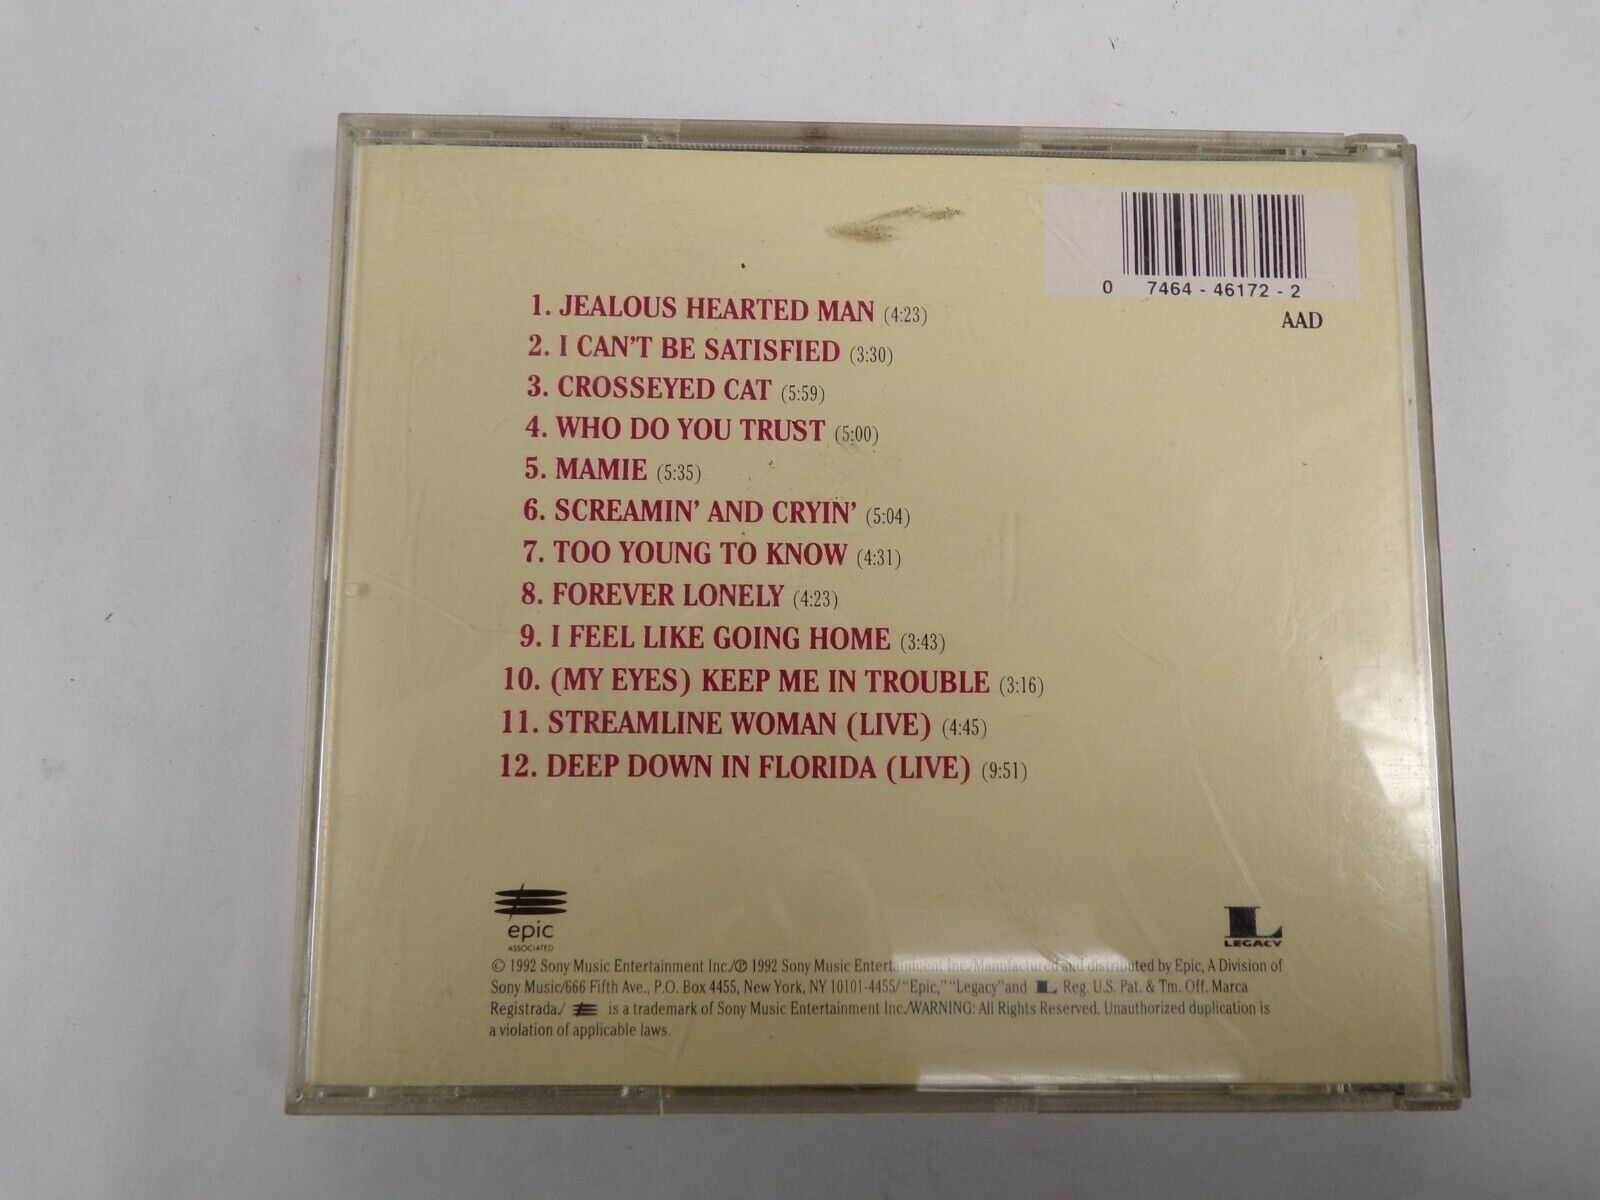 0 7464 - 46172 - 2
AAD
1. JEALOUS HEARTED MAN (4:23)
2. I CAN'T BE SATISFIED (3:30)
3. CROSSEYED CAT (5:59)
4. WHO DO YOU TRUST (5:00)
5. MAMIE (5:35)
6. SCREAMIN' AND CRYIN' (5:04)
7. TOO YOUNG TO KNOW (4:31)
8. FOREVER LONELY (4:23)
9. I FEEL LIKE GOING HOME (3:43)
10. (MY EYES) KEEP ME IN TROUBLE (3:16)
11. STREAMLINE WOMAN (LIVE) (4:45)
12. DEEP DOWN IN FLORIDA (LIVE) (9:51)
epic
ASSOCIATED
L
LEGACY
© 1992 Sony Music Entertainment Inc./℗ 1992 Sony Music Entertainment Inc./Manufactured and distributed by Epic, A Division of
Sony Music/666 Fifth Ave., P.O. Box 4455, New York, NY 10101-4455/"Epic," "Legacy" and L Reg. U.S. Pat. & Tm. Off. Marca
Registrada./ is a trademark of Sony Music Entertainment Inc./WARNING: All Rights Reserved. Unauthorized duplication is
a violation of applicable laws.